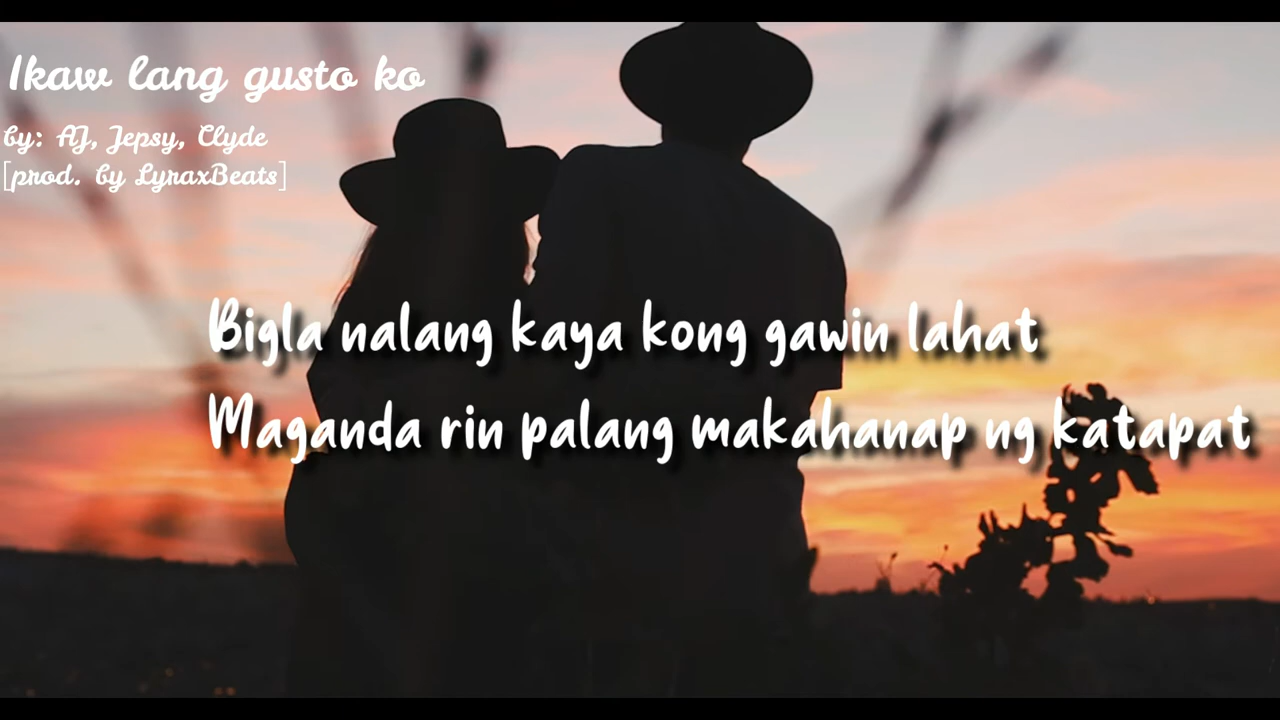 Ikaw lang gusto ko
by: AJ, Jepsy, Clyde
[prod. by LyraxBeats]
Bigla nalang kaya kong gawin lahat
Maganda rin palang makahanap ng katapat